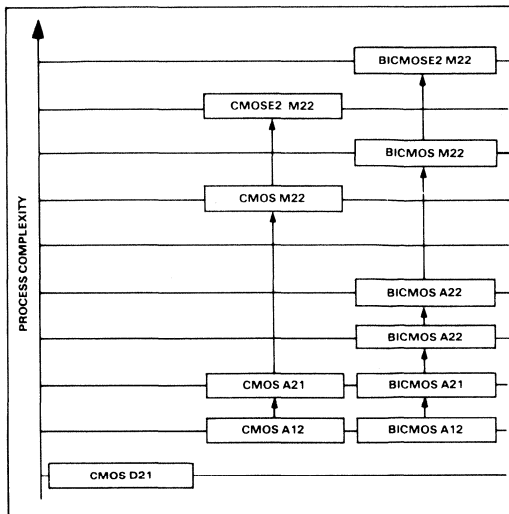 BICMOSE2 M22
CMOSE2 M22
BICMOS M22
CMOS M22
PROCESS COMPLEXITY
BICMOS A22
BICMOS A22
CMOS A21
BICMOS A21
CMOS A12
BICMOS A12
CMOS D21